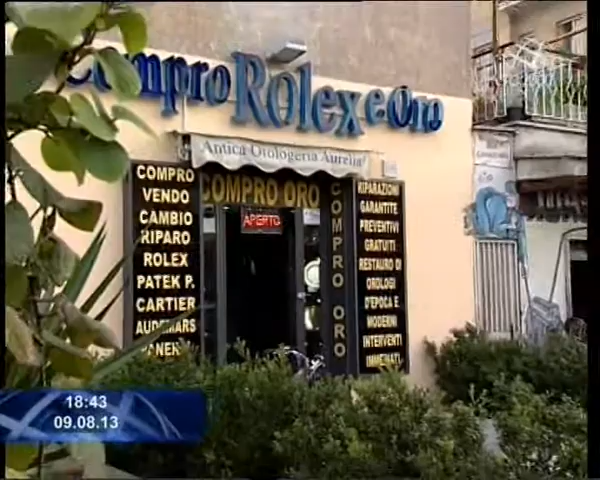 Compro Rolex e Oro
Antica Orologeria Aurelia
COMPRO ORO
APERTO
COMPRO
VENDO
CAMBIO
RIPARO
ROLEX
PATEK P.
CARTIER
AUDEMARS
PANERAI
COMPRO ORO
RIPARAZIONI
GARANTITE
PREVENTIVI
GRATUITI
RESTAURO DI
OROLOGI
D'EPOCA E
MODERNI
INTERVENTI
IMMEDIATI
18:43
09.08.13